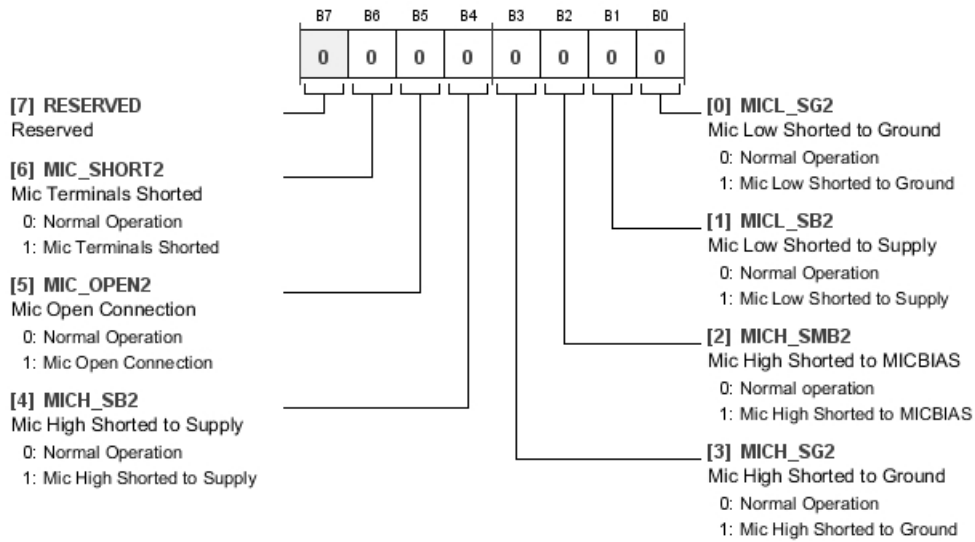 B7 B6 B5 B4 B3 B2 B1 B0
0 0 0 0 0 0 0 0
[7] RESERVED
Reserved
[6] MIC_SHORT2
Mic Terminals Shorted
0: Normal Operation
1: Mic Terminals Shorted
[5] MIC_OPEN2
Mic Open Connection
0: Normal Operation
1: Mic Open Connection
[4] MICH_SB2
Mic High Shorted to Supply
0: Normal Operation
1: Mic High Shorted to Supply
[0] MICL_SG2
Mic Low Shorted to Ground
0: Normal Operation
1: Mic Low Shorted to Ground
[1] MICL_SB2
Mic Low Shorted to Supply
0: Normal Operation
1: Mic Low Shorted to Supply
[2] MICH_SMB2
Mic High Shorted to MICBIAS
0: Normal operation
1: Mic High Shorted to MICBIAS
[3] MICH_SG2
Mic High Shorted to Ground
0: Normal Operation
1: Mic High Shorted to Ground